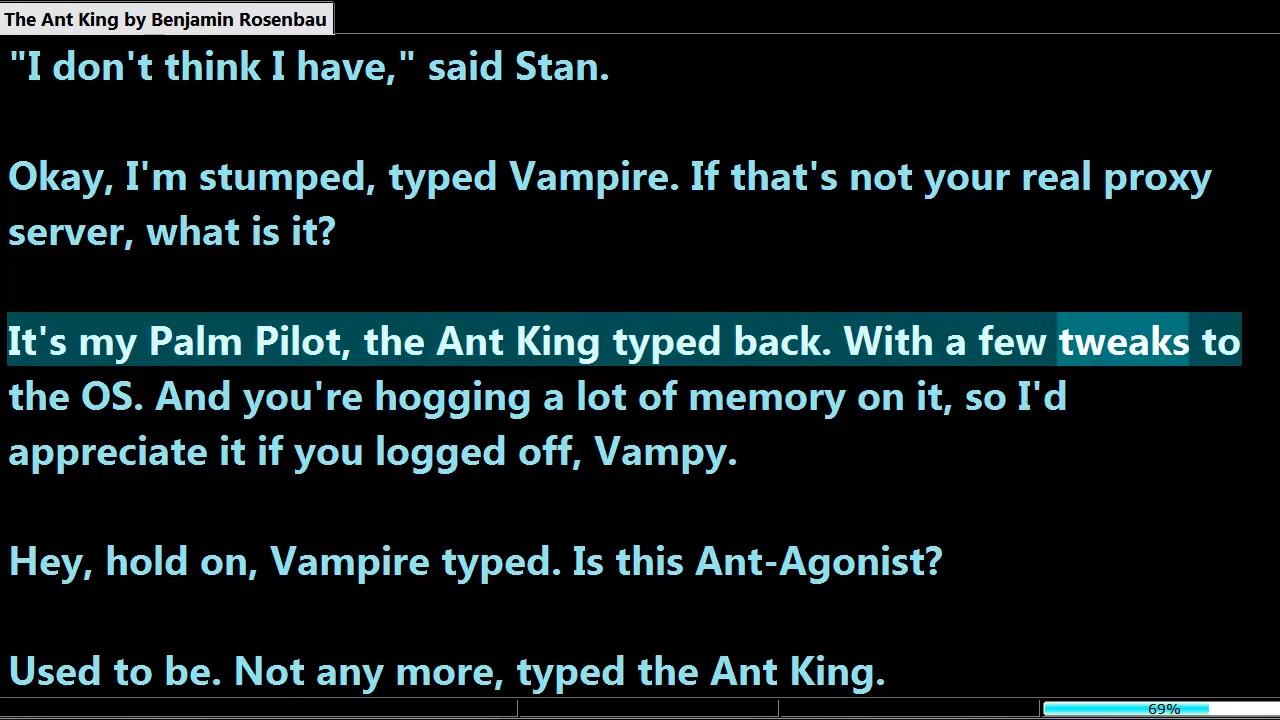 The Ant King by Benjamin Rosenbau
"I don't think I have," said Stan.
Okay, I'm stumped, typed Vampire. If that's not your real proxy
server, what is it?
It's my Palm Pilot, the Ant King typed back. With a few tweaks to
the OS. And you're hogging a lot of memory on it, so I'd
appreciate it if you logged off, Vampy.
Hey, hold on, Vampire typed. Is this Ant-Agonist?
Used to be. Not any more, typed the Ant King.
69%